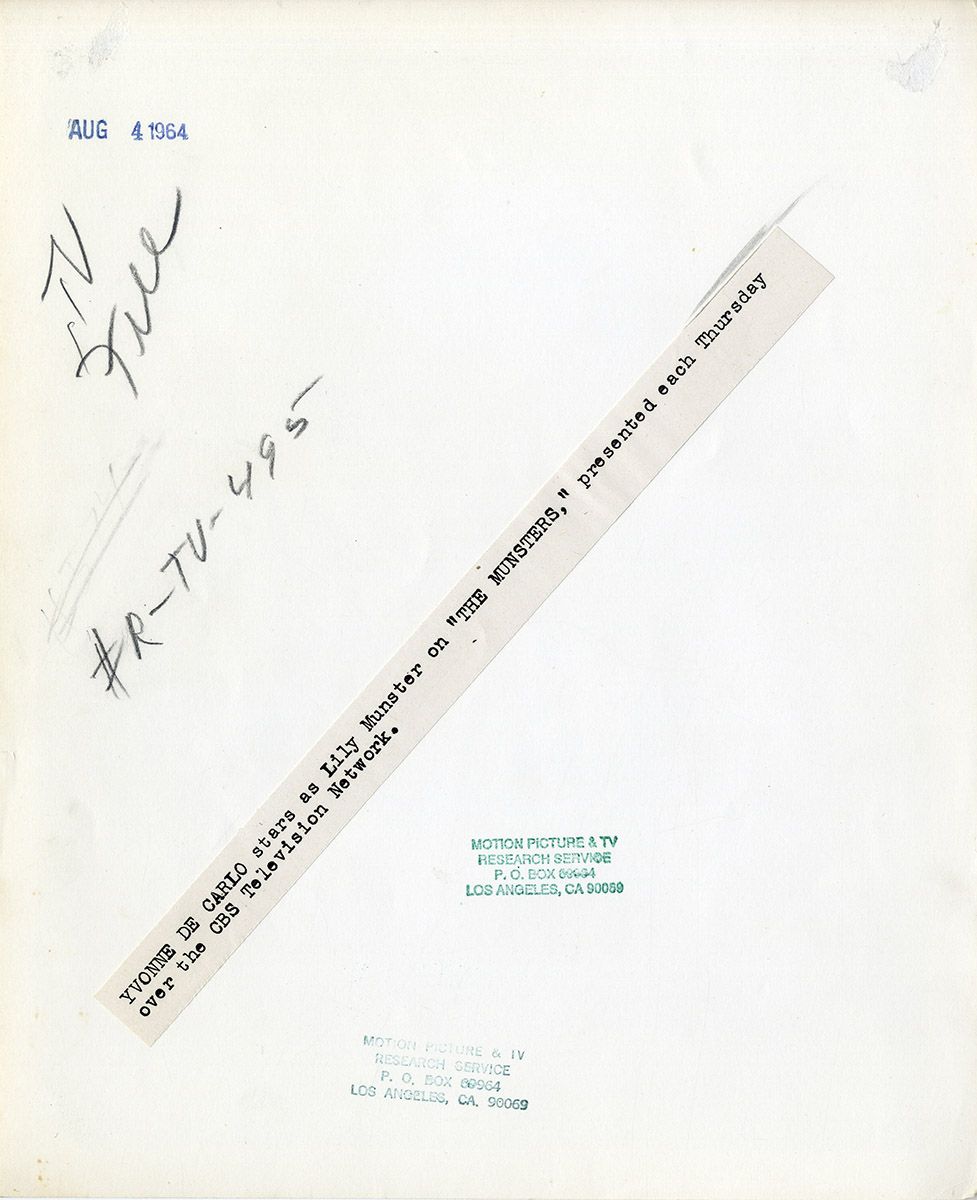 AUG 4 1964
TV
File
#R-TV-495
YVONNE DE CARLO stars as Lily Munster on "THE MUNSTERS," presented each Thursday
over the CBS Television Network.
MOTION PICTURE & TV
RESEARCH SERVICE
P. O. BOX 69964
LOS ANGELES, CA 90069
MOTION PICTURE & TV
RESEARCH SERVICE
P. O. BOX 69964
LOS ANGELES, CA. 90069